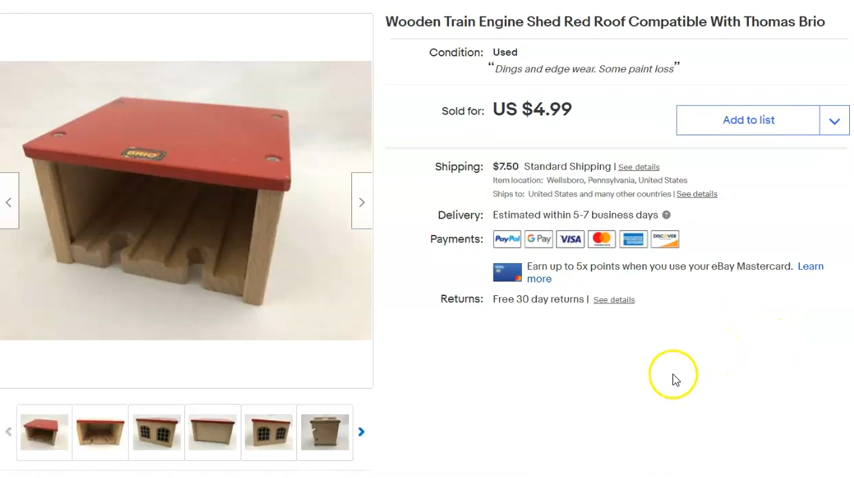 Wooden Train Engine Shed Red Roof Compatible With Thomas Brio
Condition: Used
“Dings and edge wear. Some paint loss”
Sold for: US $4.99
Add to list
Shipping: $7.50 Standard Shipping | See details
Item location: Wellsboro, Pennsylvania, United States
Ships to: United States and many other countries | See details
Delivery: Estimated within 5-7 business days
Payments: PayPal G Pay VISA DISCOVER
Earn up to 5x points when you use your eBay Mastercard. Learn
more
Returns: Free 30 day returns | See details
BRIO